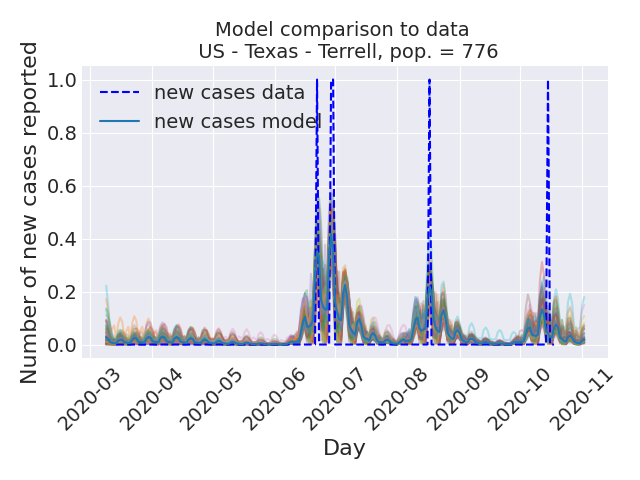 Model comparison to data
US - Texas - Terrell, pop. = 776
Number of new cases reported
1.0
0.8
0.6
0.4
0.2
0.0
new cases data
new cases model
2020-03
2020-04
2020-05
2020-06
2020-07
2020-08
2020-09
2020-10
2020-11
Day